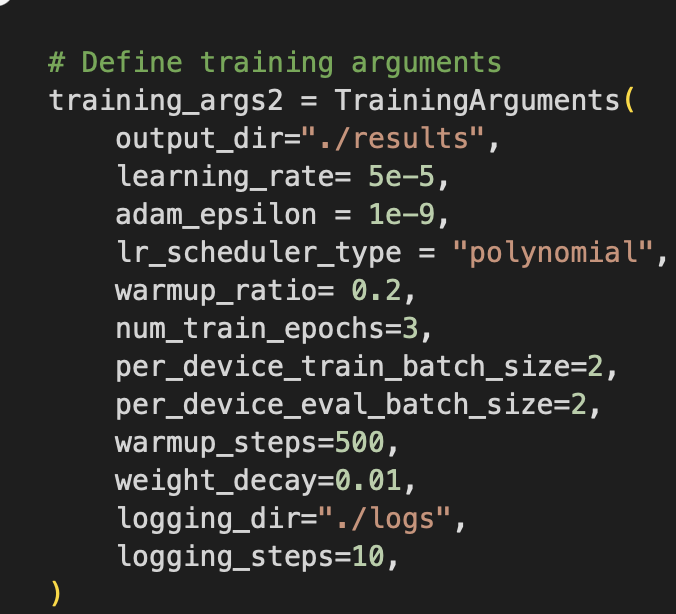 # Define training arguments
training_args2 = TrainingArguments(
    output_dir="./results",
    learning_rate= 5e-5,
    adam_epsilon = 1e-9,
    lr_scheduler_type = "polynomial",
    warmup_ratio= 0.2,
    num_train_epochs=3,
    per_device_train_batch_size=2,
    per_device_eval_batch_size=2,
    warmup_steps=500,
    weight_decay=0.01,
    logging_dir="./logs",
    logging_steps=10,
)